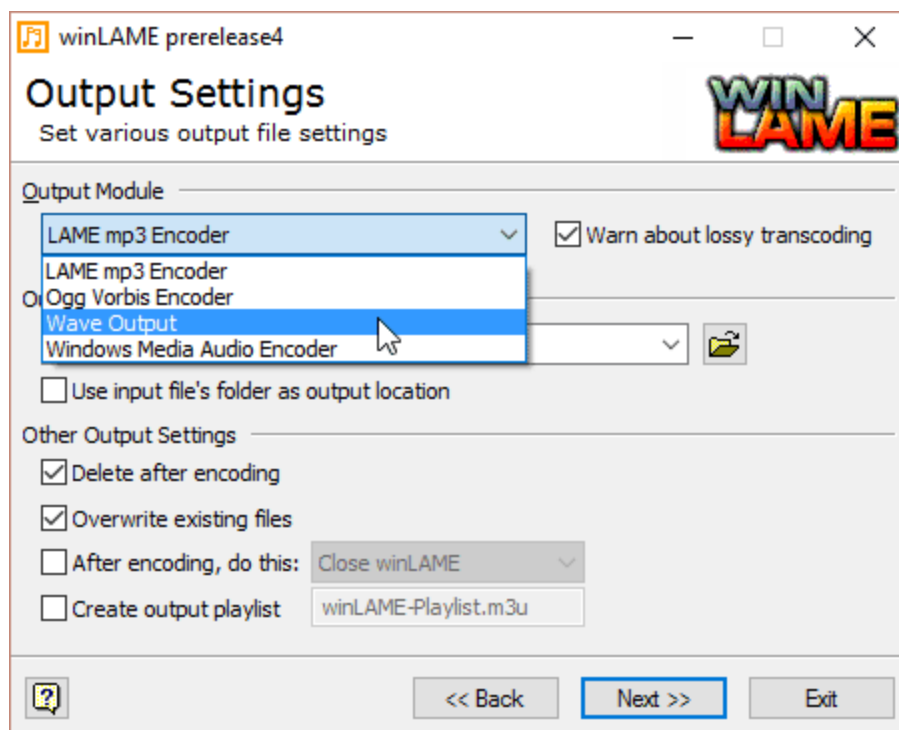 winLAME prerelease4
Output Settings
Set various output file settings
WIN
LAME
Output Module
LAME mp3 Encoder
Warn about lossy transcoding
LAME mp3 Encoder
Ogg Vorbis Encoder
Wave Output
Windows Media Audio Encoder
Use input file's folder as output location
Other Output Settings
Delete after encoding
Overwrite existing files
After encoding, do this: Close winLAME
Create output playlist winLAME-Playlist.m3u
<< Back Next >> Exit